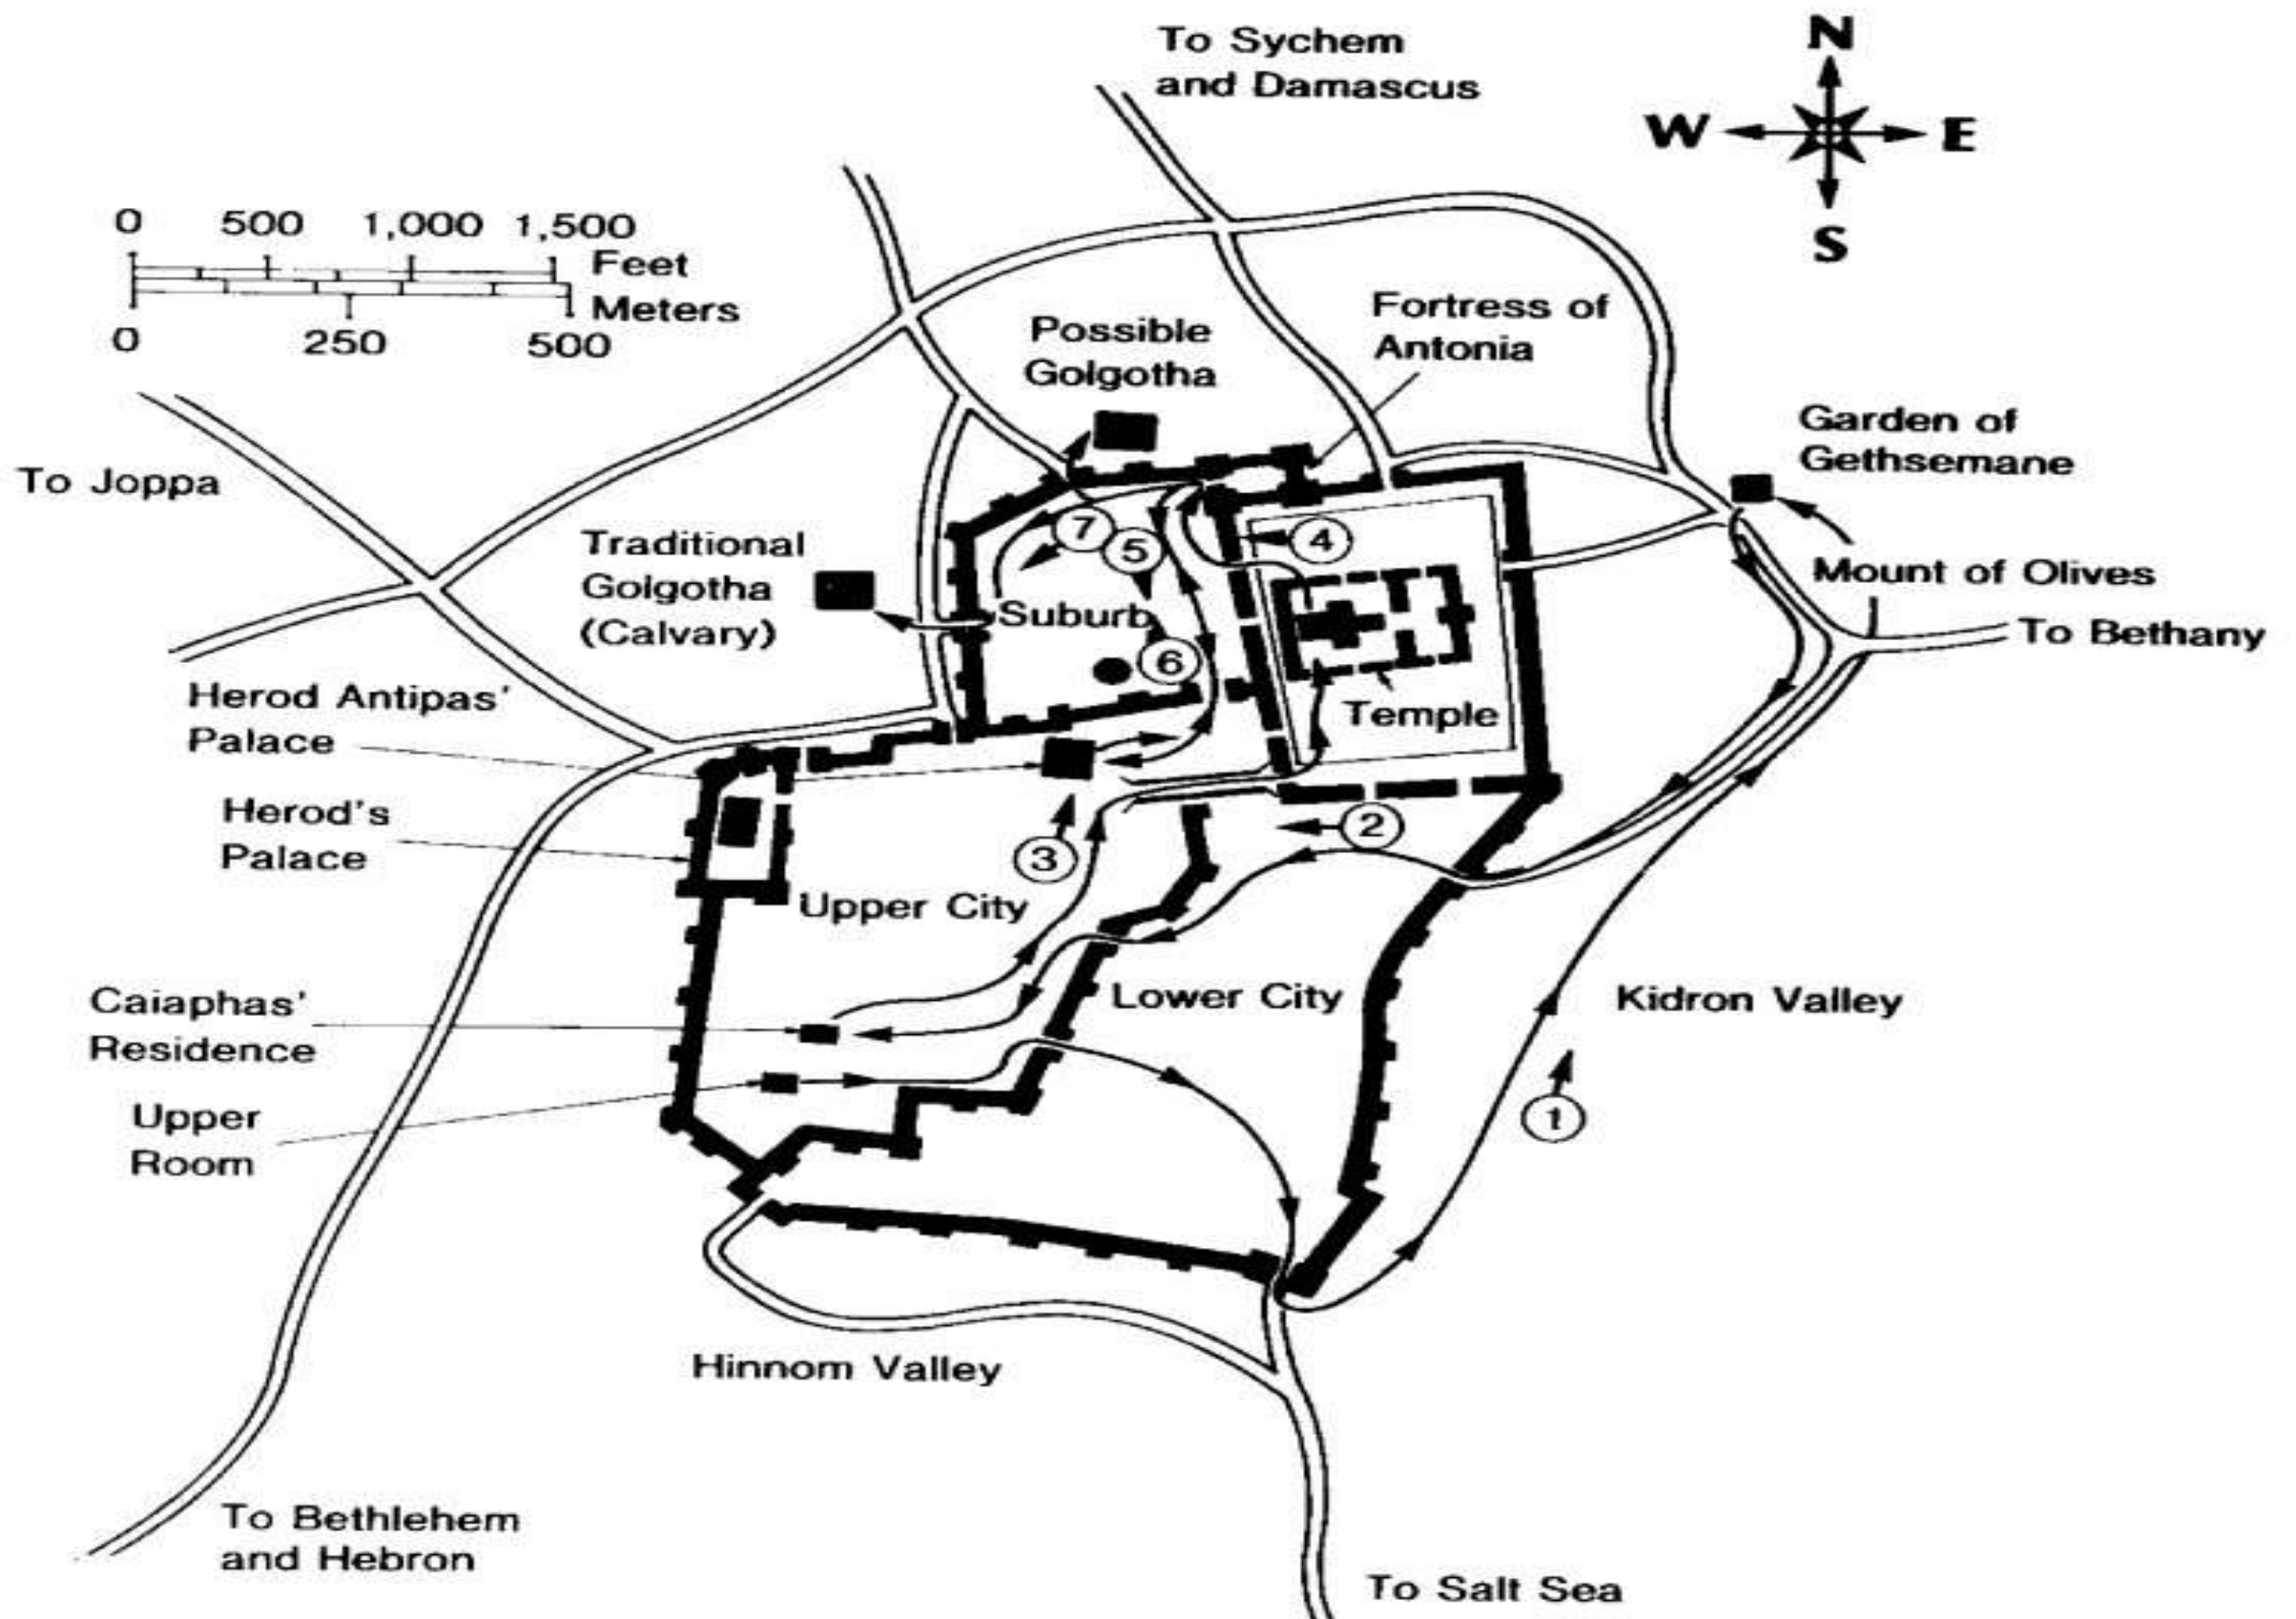 To Sychem
and Damascus
N
W E
S
0 500 1,000 1,500
Feet
Meters
0 250 500
Possible
Golgotha
Fortress of
Antonia
Garden of
Gethsemane
To Joppa
Traditional
Golgotha
(Calvary)
7
5
4
Mount of Olives
Suburb
To Bethany
6
Herod Antipas'
Palace
Temple
Herod's
Palace
2
3
Upper City
Caiaphas'
Residence
Lower City
Kidron Valley
Upper
Room
1
Hinnom Valley
To Bethlehem
and Hebron
To Salt Sea